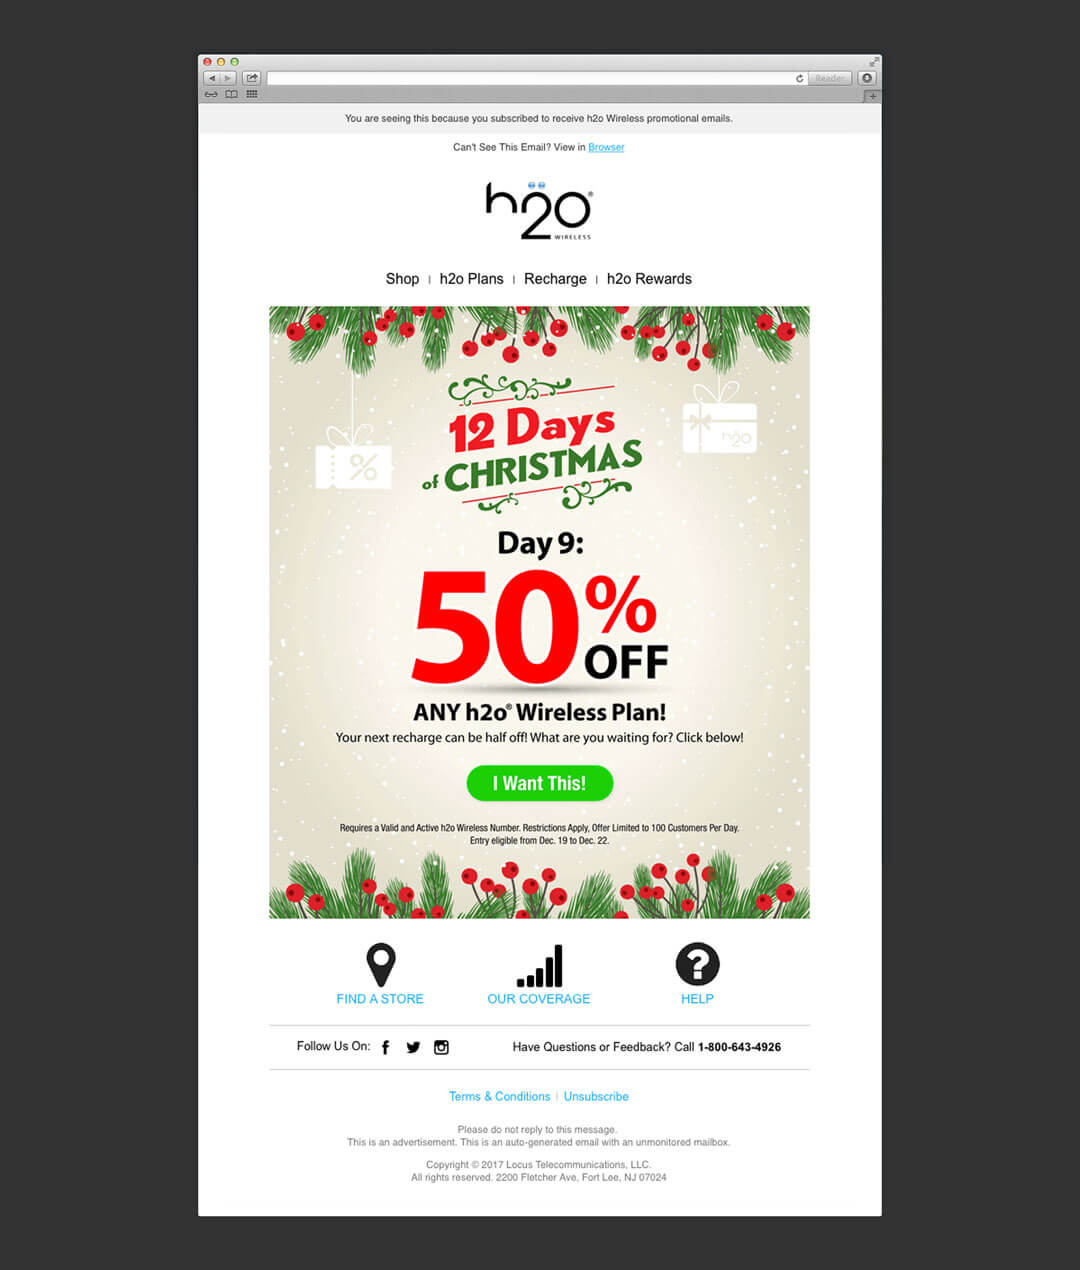 Reader
You are seeing this because you subscribed to receive h2o Wireless promotional emails.
Can't See This Email? View in Browser
h2o®
WIRELESS
Shop | h2o Plans | Recharge | h2o Rewards
12 Days
of CHRISTMAS
%
h2o
Day 9:
50%
OFF
ANY h2o® Wireless Plan!
Your next recharge can be half off! What are you waiting for? Click below!
I Want This!
Requires a Valid and Active h2o Wireless Number. Restrictions Apply, Offer Limited to 100 Customers Per Day.
Entry eligible from Dec. 19 to Dec. 22.
FIND A STORE
OUR COVERAGE
HELP
Follow Us On:
Have Questions or Feedback? Call 1-800-643-4926
Terms & Conditions | Unsubscribe
Please do not reply to this message.
This is an advertisement. This is an auto-generated email with an unmonitored mailbox.
Copyright © 2017 Locus Telecommunications, LLC.
All rights reserved. 2200 Fletcher Ave, Fort Lee, NJ 07024